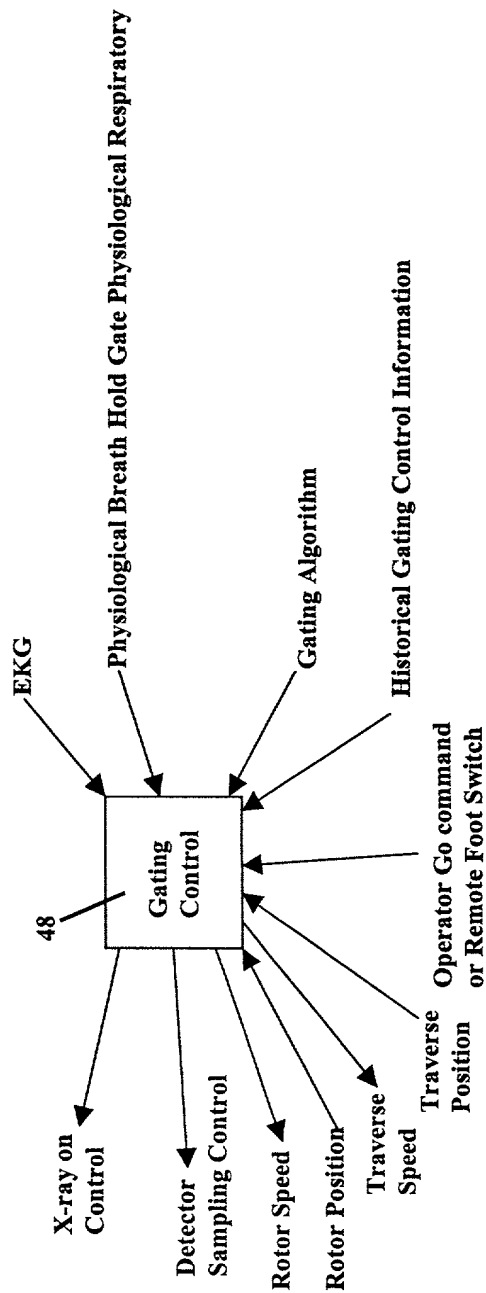 EKG
Physiological Breath Hold Gate Physiological Respiratory
Gating Algorithm
Historical Gating Control Information
Operator Go command
or Remote Foot Switch
Traverse
Position
Traverse
Speed
Rotor Position
Rotor Speed
Detector
Sampling Control
X-ray on
Control
48
Gating
Control